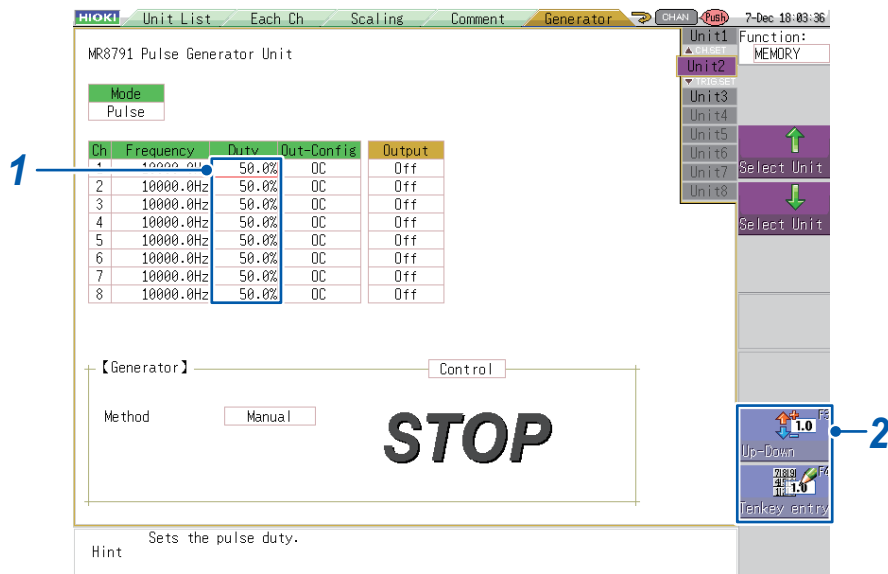 HIOKI Unit List Each Ch Scaling Comment Generator CHAN Push 7-Dec 18:03:36
MR8791 Pulse Generator Unit
Mode
Pulse
Ch Frequency Duty Out-Config Output
1 10000.0Hz 50.0% OC Off
2 10000.0Hz 50.0% OC Off
3 10000.0Hz 50.0% OC Off
4 10000.0Hz 50.0% OC Off
5 10000.0Hz 50.0% OC Off
6 10000.0Hz 50.0% OC Off
7 10000.0Hz 50.0% OC Off
8 10000.0Hz 50.0% OC Off
1
【Generator】 Control
Method Manual
STOP
Hint Sets the pulse duty.
Unit1
▲CHSET
Unit2
▼TRIGSET
Unit3
Unit4
Unit5
Unit6
Unit7
Unit8
Function:
MEMORY
Select Unit
Select Unit
1.0
Up-Down
1.0
Tenkey entry
2